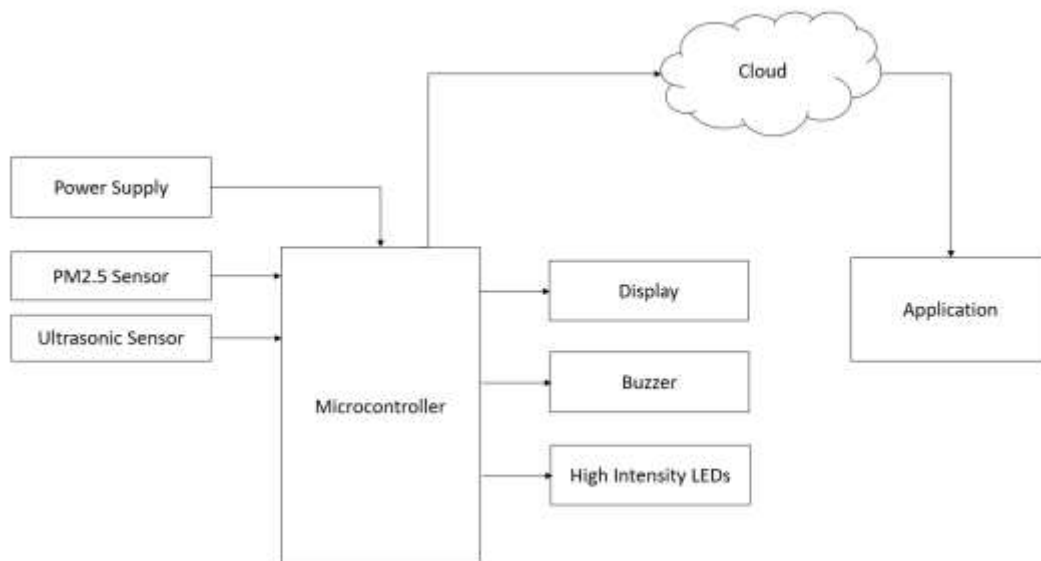 Cloud
Power Supply
PM2.5 Sensor
Ultrasonic Sensor
Microcontroller
Display
Buzzer
High Intensity LEDs
Application